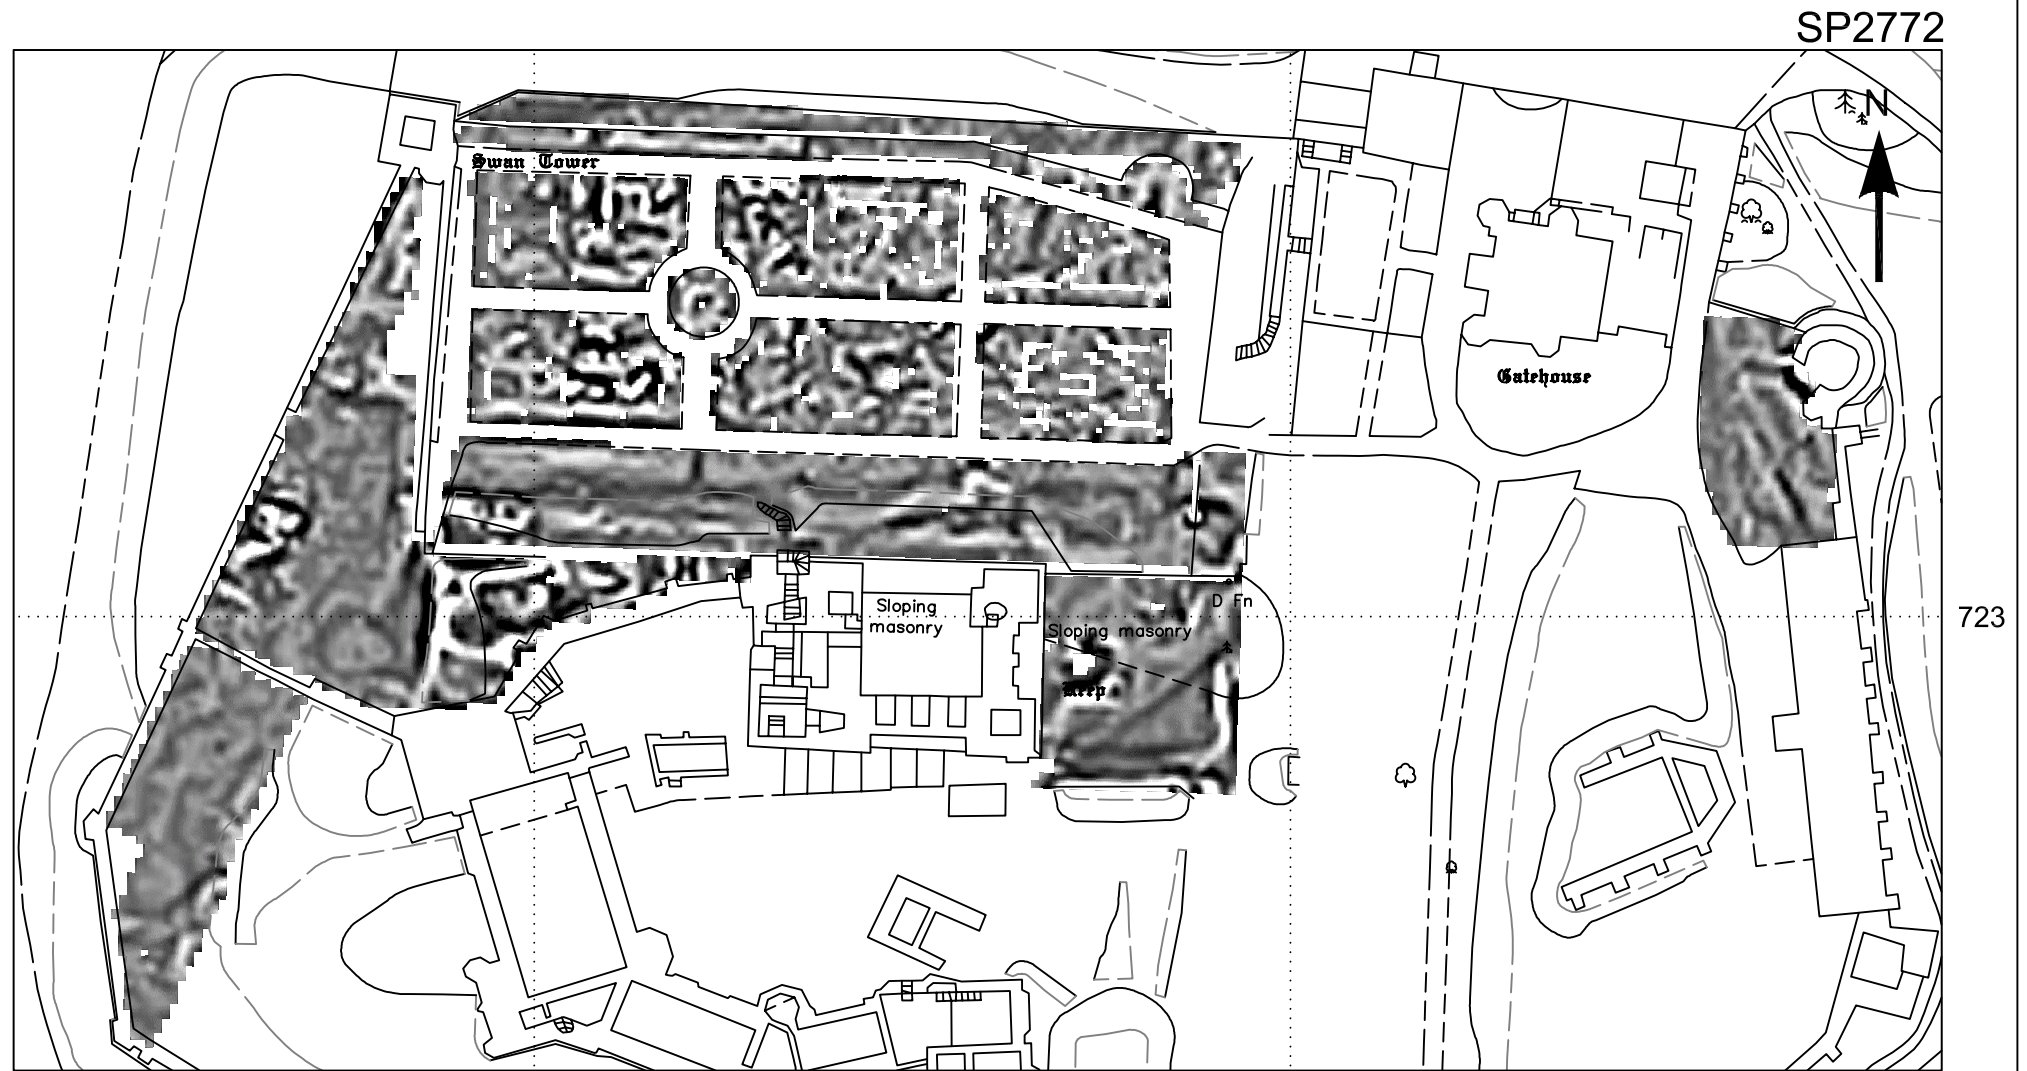 SP2772
N
Swan Tower
Gatehouse
D Fn
Sloping
masonry
723
Sloping masonry
Keep